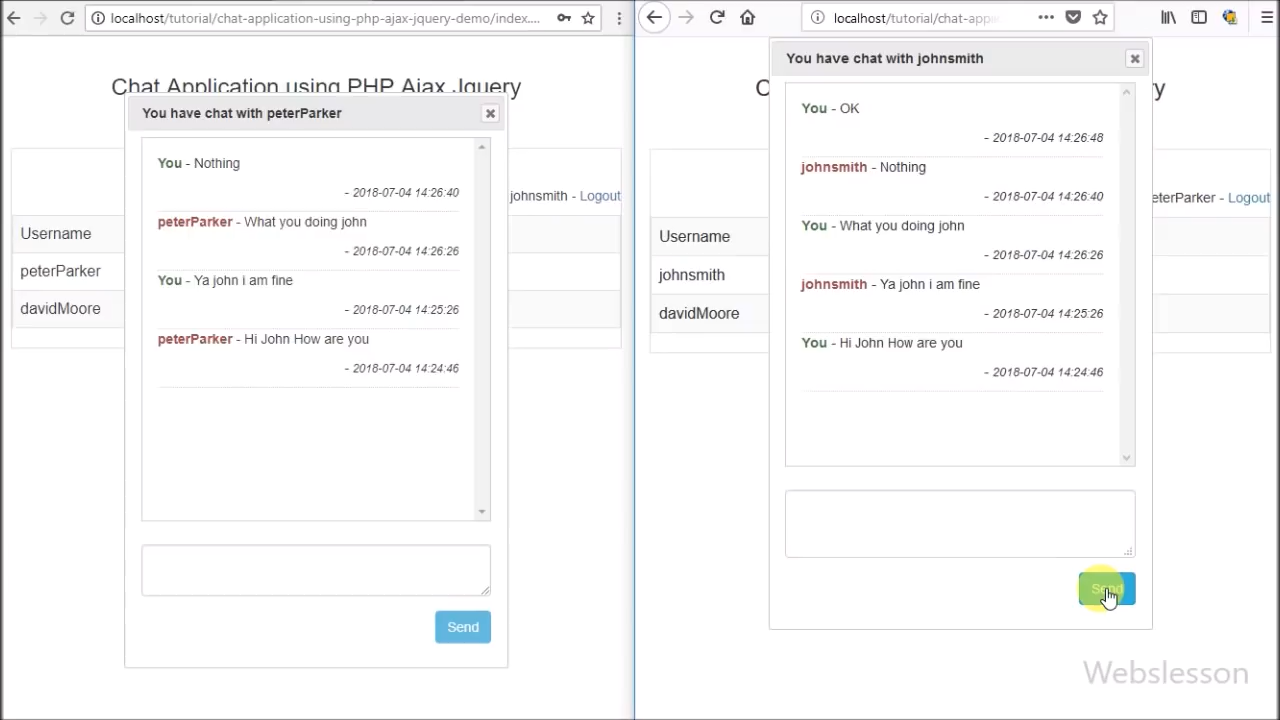 localhost/tutorial/chat-application-using-php-ajax-jquery-demo/index....
Chat Application using PHP Ajax Jquery
You have chat with peterParker
You - Nothing
- 2018-07-04 14:26:40
peterParker - What you doing john
- 2018-07-04 14:26:26
You - Ya john i am fine
- 2018-07-04 14:25:26
peterParker - Hi John How are you
- 2018-07-04 14:24:46
Send
johnsmith - Logout
Username
peterParker
davidMoore
localhost/tutorial/chat-appli
You have chat with johnsmith
You - OK
- 2018-07-04 14:26:48
johnsmith - Nothing
- 2018-07-04 14:26:40
You - What you doing john
- 2018-07-04 14:26:26
johnsmith - Ya john i am fine
- 2018-07-04 14:25:26
You - Hi John How are you
- 2018-07-04 14:24:46
Send
eterParker - Logout
Username
johnsmith
davidMoore
Webslesson